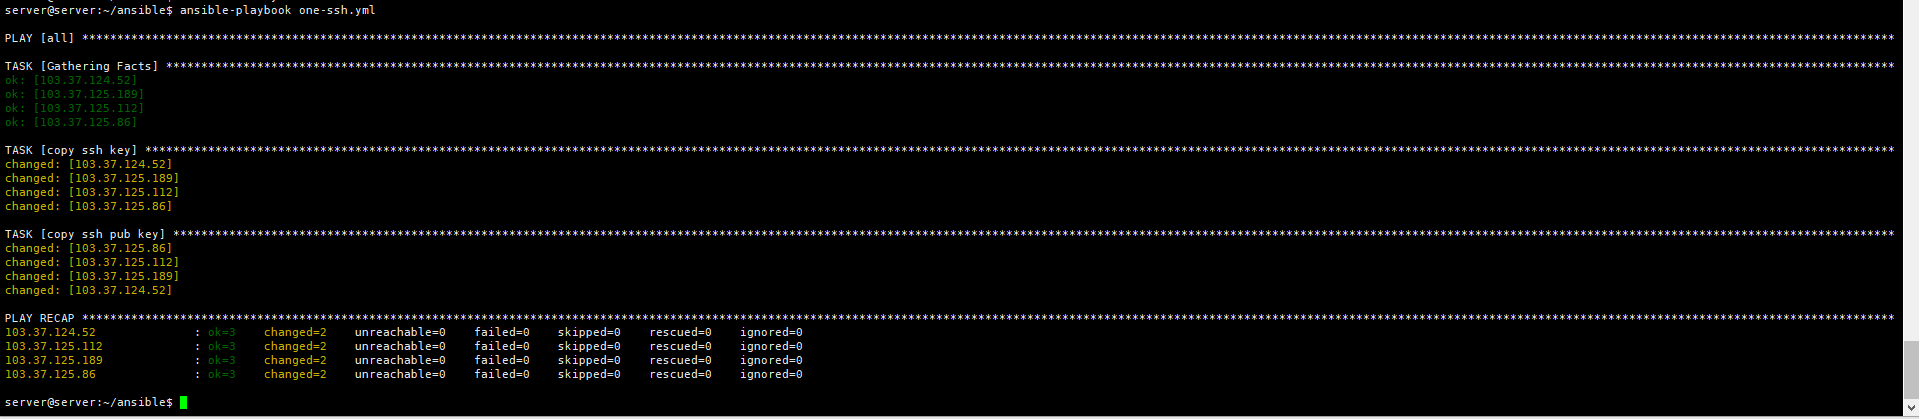 server@server:~/ansible$ ansible-playbook one-ssh.yml
PLAY [all] ****************************************************************************************************************************************************************************************************************************************************************
TASK [Gathering Facts] ****************************************************************************************************************************************************************************************************************************************************
ok: [103.37.124.52]
ok: [103.37.125.189]
ok: [103.37.125.112]
ok: [103.37.125.86]
TASK [copy ssh key] *******************************************************************************************************************************************************************************************************************************************************
changed: [103.37.124.52]
changed: [103.37.125.189]
changed: [103.37.125.112]
changed: [103.37.125.86]
TASK [copy ssh pub key] ***************************************************************************************************************************************************************************************************************************************************
changed: [103.37.125.86]
changed: [103.37.125.112]
changed: [103.37.125.189]
changed: [103.37.124.52]
PLAY RECAP ****************************************************************************************************************************************************************************************************************************************************************
103.37.124.52              : ok=3    changed=2    unreachable=0    failed=0    skipped=0    rescued=0    ignored=0
103.37.125.112             : ok=3    changed=2    unreachable=0    failed=0    skipped=0    rescued=0    ignored=0
103.37.125.189             : ok=3    changed=2    unreachable=0    failed=0    skipped=0    rescued=0    ignored=0
103.37.125.86              : ok=3    changed=2    unreachable=0    failed=0    skipped=0    rescued=0    ignored=0
server@server:~/ansible$